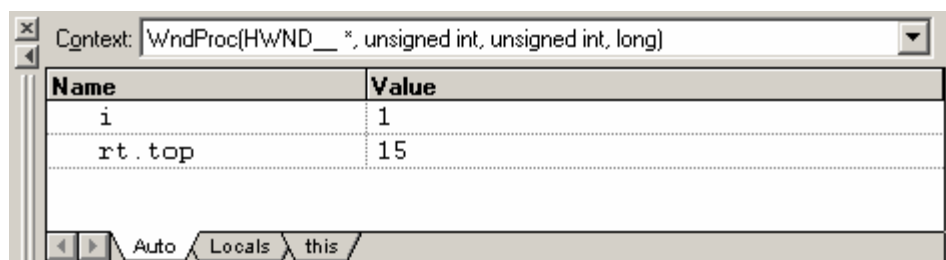 Context: WndProc(HWND__ *, unsigned int, unsigned int, long)
Name Value
i 1
rt.top 15
Auto Locals this